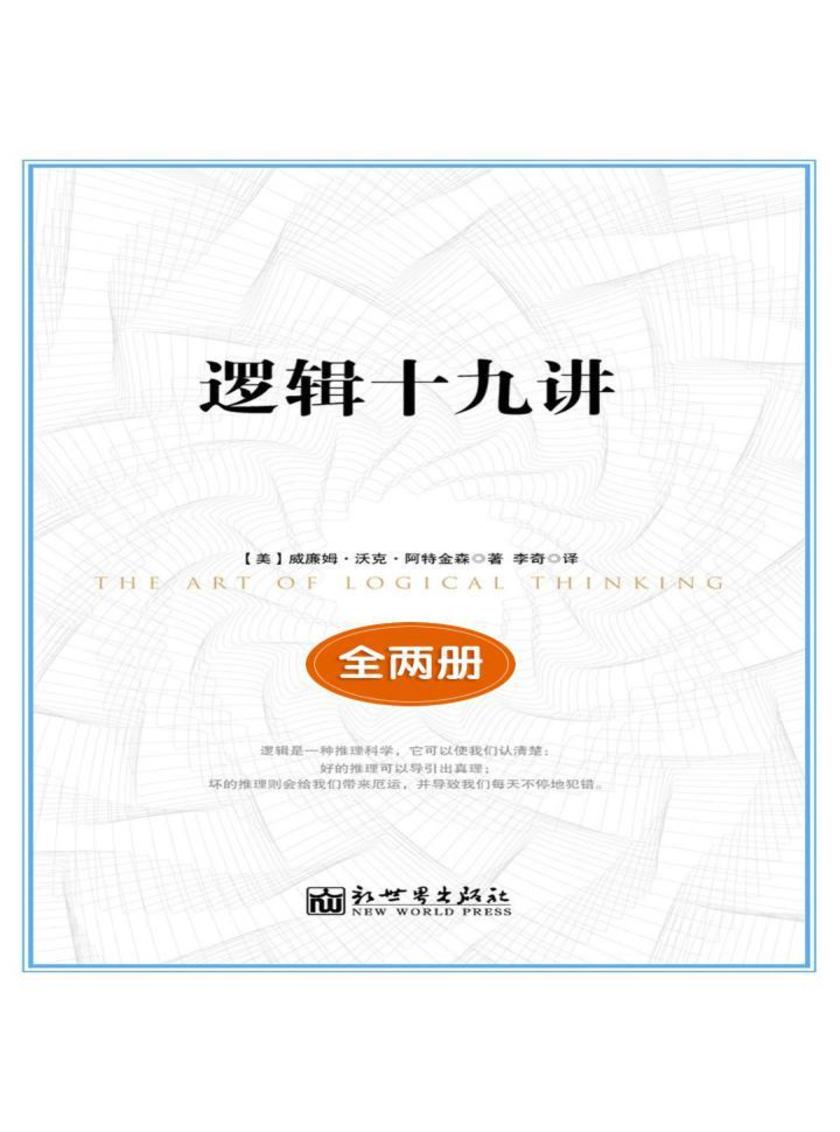 逻辑十九讲
【美】威廉姆·沃克·阿特金森◎著 李奇◎译
THE ART OF LOGICAL THINKING
全两册
逻辑是一种推理科学，它可以使我们认清楚：
好的推理可以导引出真理；
坏的推理则会给我们带来厄运，并导致我们每天不停地犯错。
新世界出版社
NEW WORLD PRESS